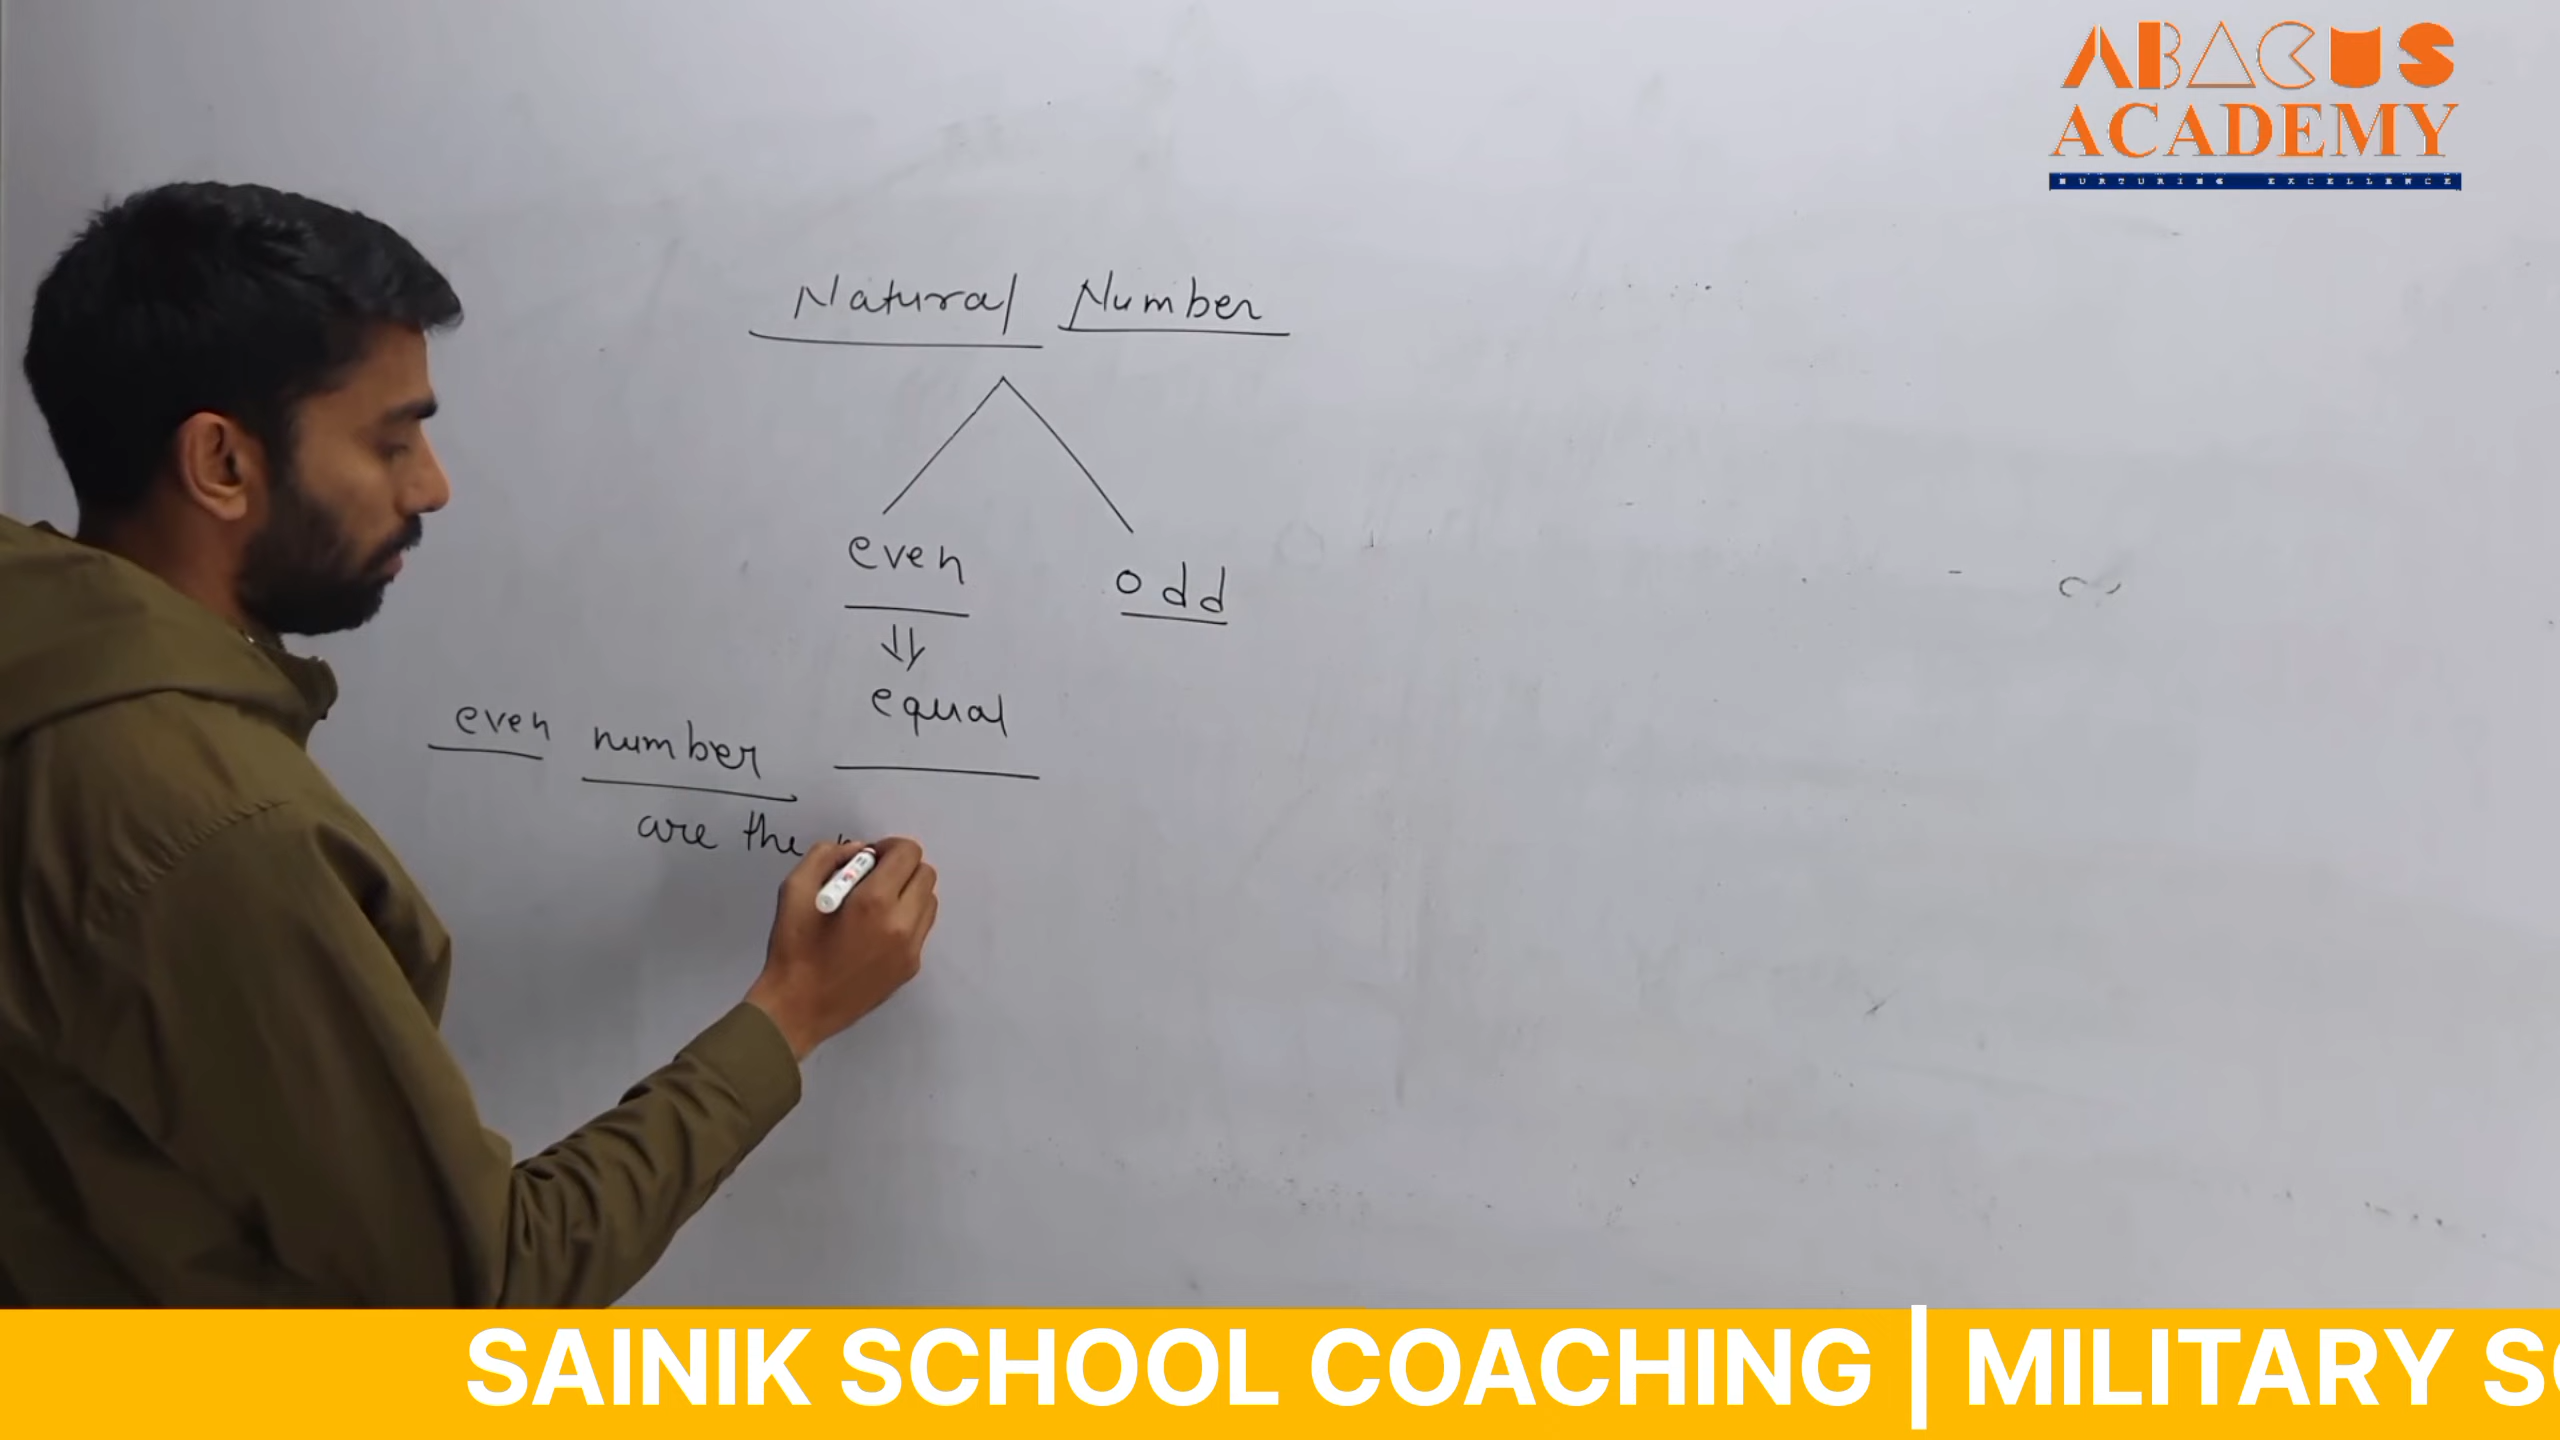 ABACUS
ACADEMY
NURTURING EXCELLENCE
Natural Number
even odd
equal
even number
are the
SAINIK SCHOOL COACHING | MILITARY SC